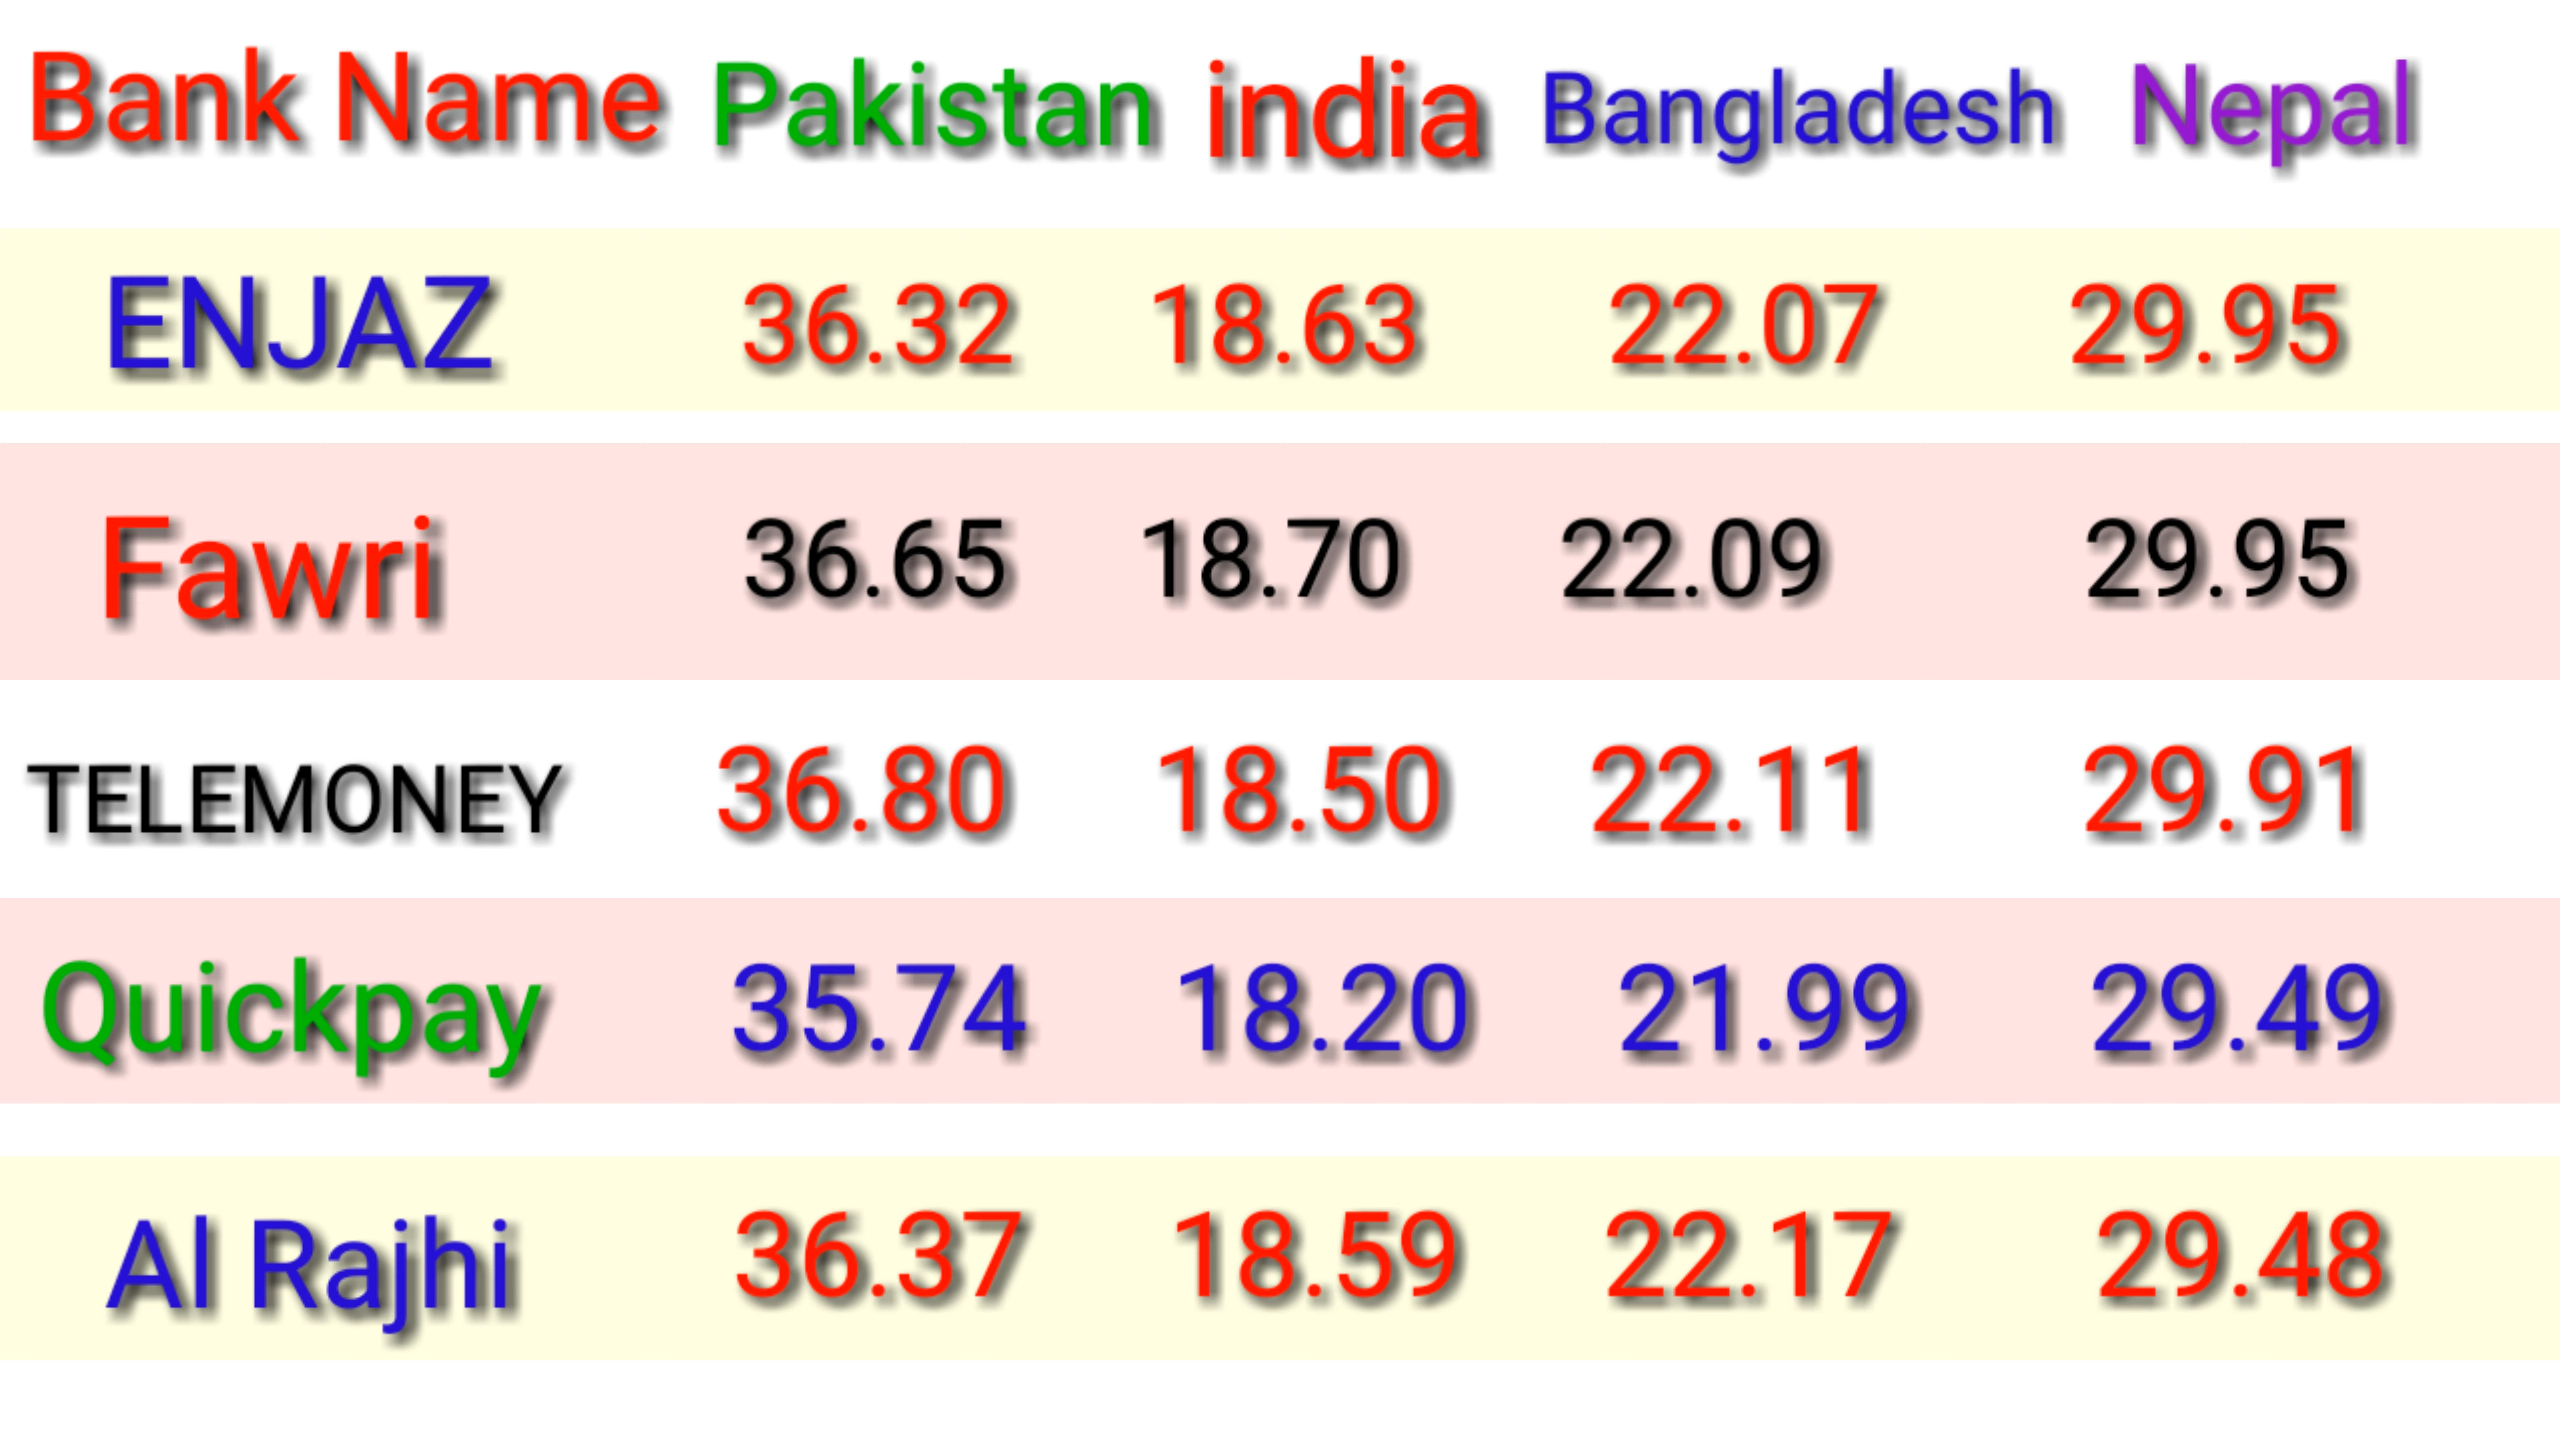 Bank Name Pakistan india Bangladesh Nepal
ENJAZ 36.32 18.63 22.07 29.95
Fawri 36.65 18.70 22.09 29.95
TELEMONEY 36.80 18.50 22.11 29.91
Quickpay 35.74 18.20 21.99 29.49
Al Rajhi 36.37 18.59 22.17 29.48